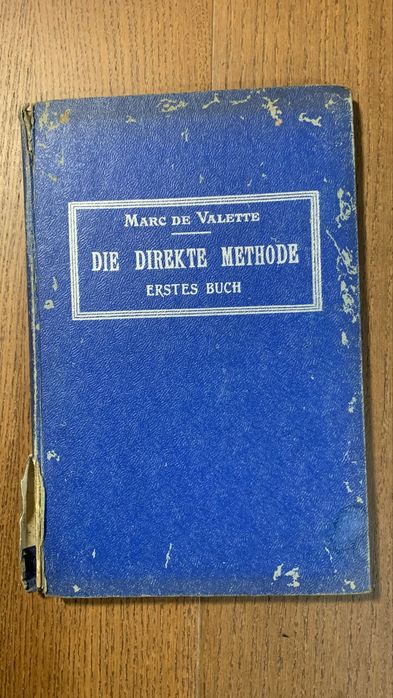 MARC DE VALETTE
DIE DIREKTE METHODE
ERSTES BUCH